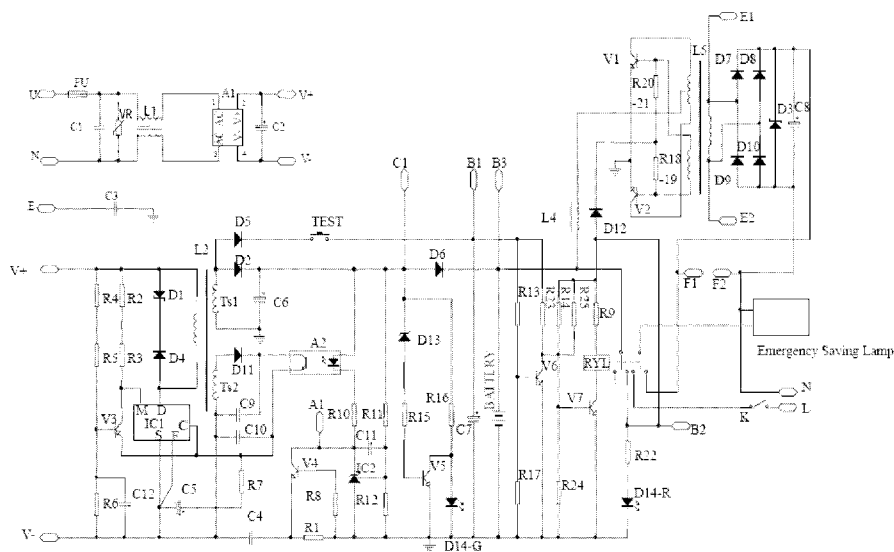 E1
V1
L5
D7 D8
FU
U
A1
V+
R20
-21
L1
VR
C1
C2
D3
C8
AC AC
V- V+
N
V-
R18
-19
D10
C1
B1
B3
D9
V2
E
C3
E2
L4
D5
TEST
D12
L2
V+
D2
D6
F1
F2
R4
R2
D1
Ts1
C6
R13
R23
R14
R25
R9
D13
A2
R5
R3
D4
D11
RYL
Emergency Saving Lamp
Ts2
V6
BATTERY
M D
IC1
S F
C
V3
C9
A1
R10
R11
R15
R16
N
V7
K
L
C10
C11
C7
B2
V4
IC2
V5
R22
R7
R17
R24
C12
C5
R6
R8
R12
D14-R
C4
V-
R1
D14-G